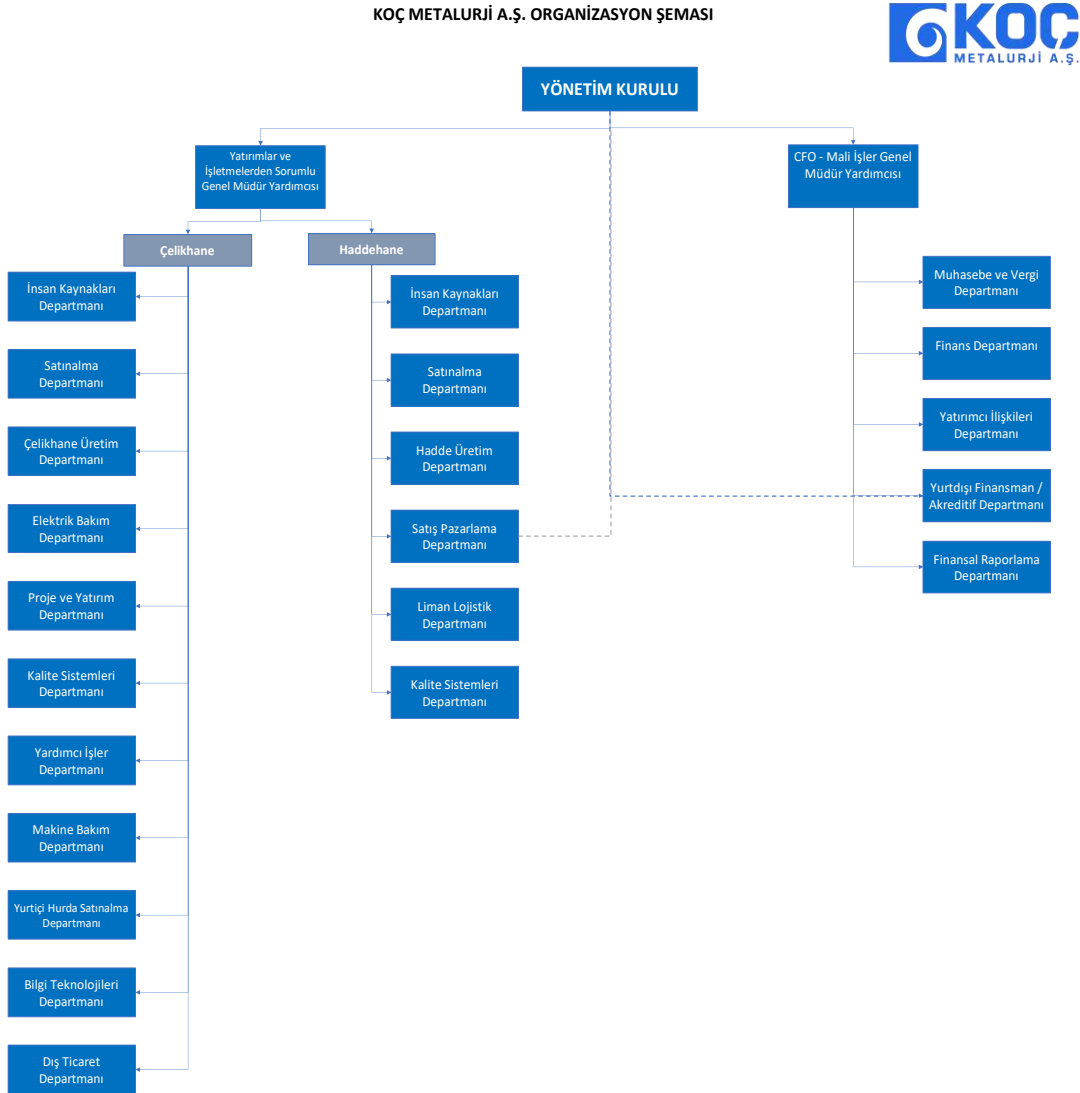 KOÇ METALURJİ A.Ş. ORGANİZASYON ŞEMASI
KOÇ
METALURJİ A.Ş.
YÖNETİM KURULU
Yatırımlar ve
İşletmelerden Sorumlu
Genel Müdür Yardımcısı
CFO - Mali İşler Genel
Müdür Yardımcısı
Çelikhane
Haddehane
İnsan Kaynakları
Departmanı
Satınalma
Departmanı
Çelikhane Üretim
Departmanı
Elektrik Bakım
Departmanı
Proje ve Yatırım
Departmanı
Kalite Sistemleri
Departmanı
Yardımcı İşler
Departmanı
Makine Bakım
Departmanı
Yurtiçi Hurda Satınalma
Departmanı
Bilgi Teknolojileri
Departmanı
Dış Ticaret
Departmanı
İnsan Kaynakları
Departmanı
Satınalma
Departmanı
Hadde Üretim
Departmanı
Satış Pazarlama
Departmanı
Liman Lojistik
Departmanı
Kalite Sistemleri
Departmanı
Muhasebe ve Vergi
Departmanı
Finans Departmanı
Yatırımcı İlişkileri
Departmanı
Yurtdışı Finansman /
Akreditif Departmanı
Finansal Raporlama
Departmanı